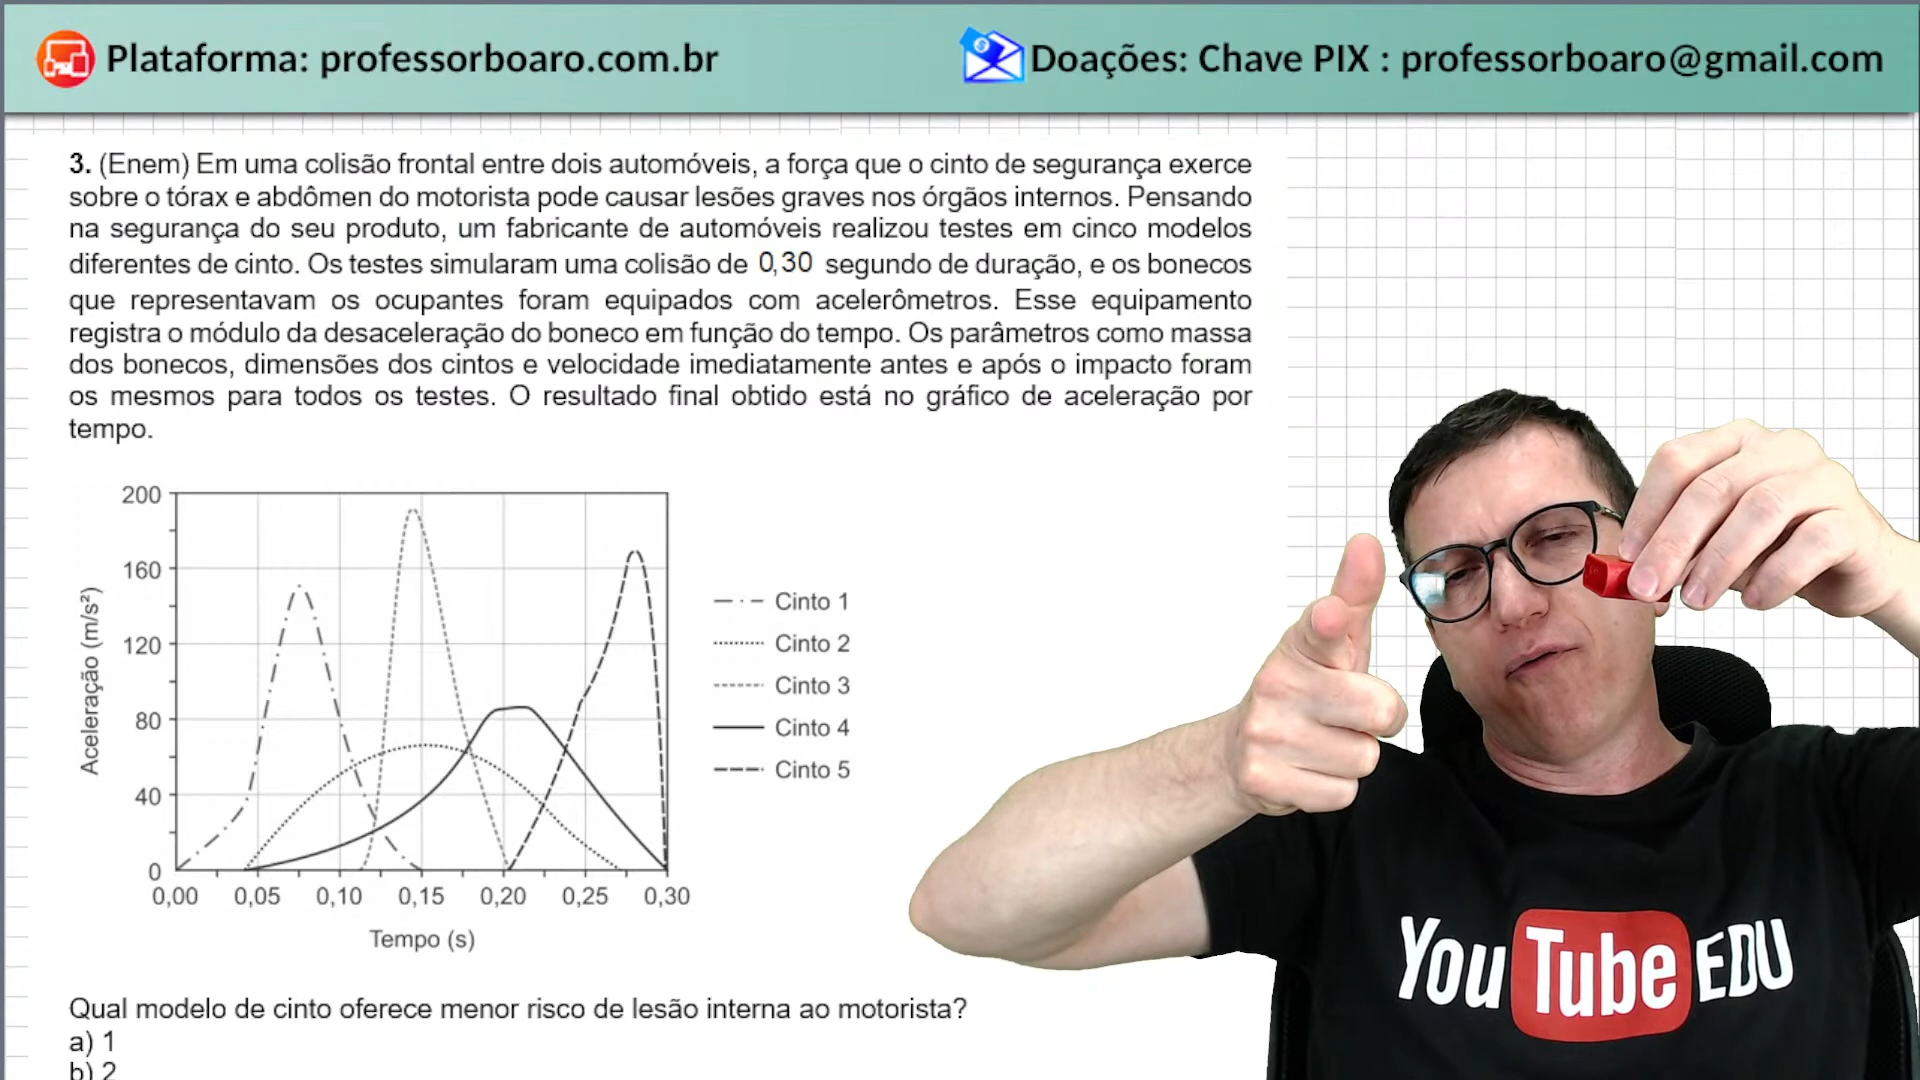 Plataforma: professorboaro.com.br
Doações: Chave PIX : professorboaro@gmail.com
3. (Enem) Em uma colisão frontal entre dois automóveis, a força que o cinto de segurança exerce
sobre o tórax e abdômen do motorista pode causar lesões graves nos órgãos internos. Pensando
na segurança do seu produto, um fabricante de automóveis realizou testes em cinco modelos
diferentes de cinto. Os testes simularam uma colisão de 0,30 segundo de duração, e os bonecos
que representavam os ocupantes foram equipados com acelerômetros. Esse equipamento
registra o módulo da desaceleração do boneco em função do tempo. Os parâmetros como massa
dos bonecos, dimensões dos cintos e velocidade imediatamente antes e após o impacto foram
os mesmos para todos os testes. O resultado final obtido está no gráfico de aceleração por
tempo.
Aceleração (m/s²)
200
160
120
80
40
0
0,00 0,05 0,10 0,15 0,20 0,25 0,30
Tempo (s)
Cinto 1
Cinto 2
Cinto 3
Cinto 4
Cinto 5
Qual modelo de cinto oferece menor risco de lesão interna ao motorista?
a) 1
b) 2
YouTube EDU